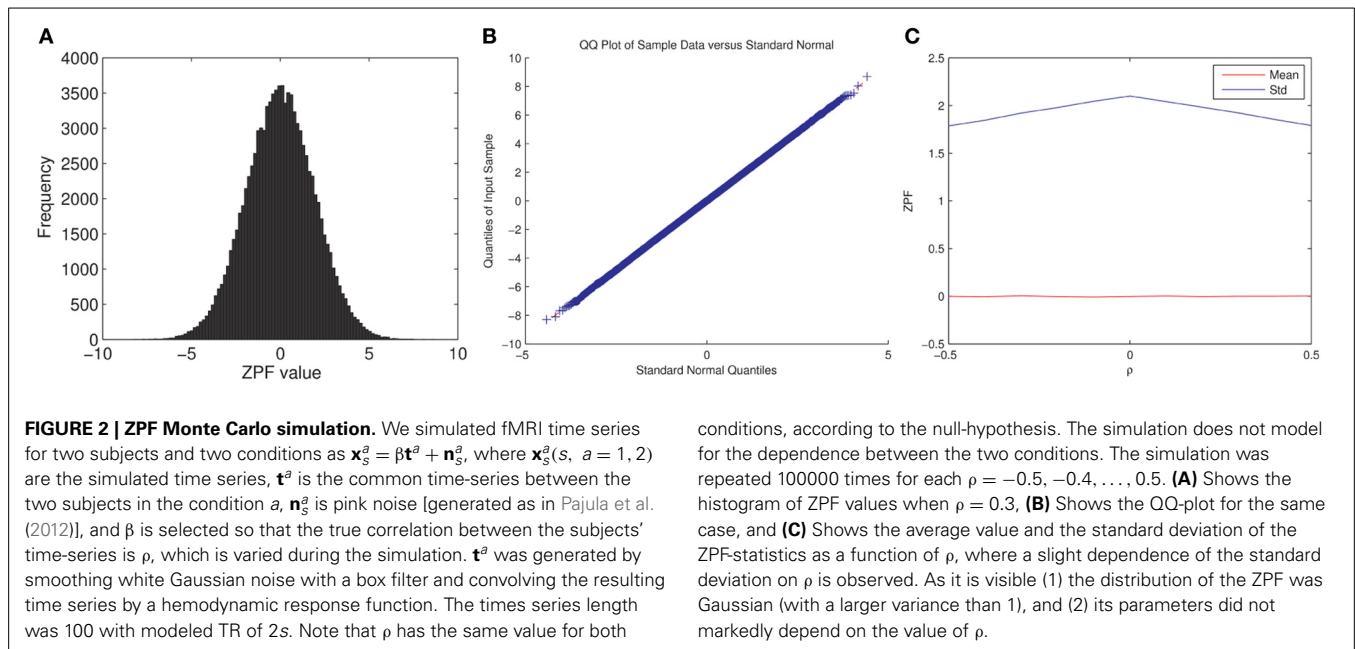 A
Frequency
4000
3500
3000
2500
2000
1500
1000
500
0
−10
−5
0
5
10
ZPF value
B
QQ Plot of Sample Data versus Standard Normal
Quantiles of Input Sample
10
8
6
4
2
0
−2
−4
−6
−8
−10
−5
0
5
Standard Normal Quantiles
C
ZPF
2.5
2
1.5
1
0.5
0
−0.5
−0.5
0
0.5
ρ
Mean
Std
FIGURE 2 | ZPF Monte Carlo simulation. We simulated fMRI time series
for two subjects and two conditions as x_s^a = βt^a + n_s^a, where x_s^a(s, a = 1, 2)
are the simulated time series, t^a is the common time-series between the
two subjects in the condition a, n_s^a is pink noise [generated as in Pajula et al.
(2012)], and β is selected so that the true correlation between the subjects'
time-series is ρ, which is varied during the simulation. t^a was generated by
smoothing white Gaussian noise with a box filter and convolving the resulting
time series by a hemodynamic response function. The times series length
was 100 with modeled TR of 2s. Note that ρ has the same value for both
conditions, according to the null-hypothesis. The simulation does not model
for the dependence between the two conditions. The simulation was
repeated 100000 times for each ρ = −0.5, −0.4, . . . , 0.5. (A) Shows the
histogram of ZPF values when ρ = 0.3, (B) Shows the QQ-plot for the same
case, and (C) Shows the average value and the standard deviation of the
ZPF-statistics as a function of ρ, where a slight dependence of the standard
deviation on ρ is observed. As it is visible (1) the distribution of the ZPF was
Gaussian (with a larger variance than 1), and (2) its parameters did not
markedly depend on the value of ρ.